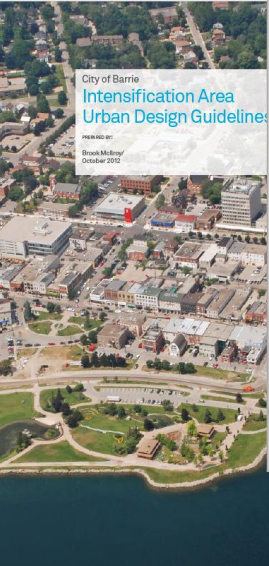 City of Barrie
Intensification Area
Urban Design Guidelines
PREPARED BY:
Brook McIlroy/
October 2012